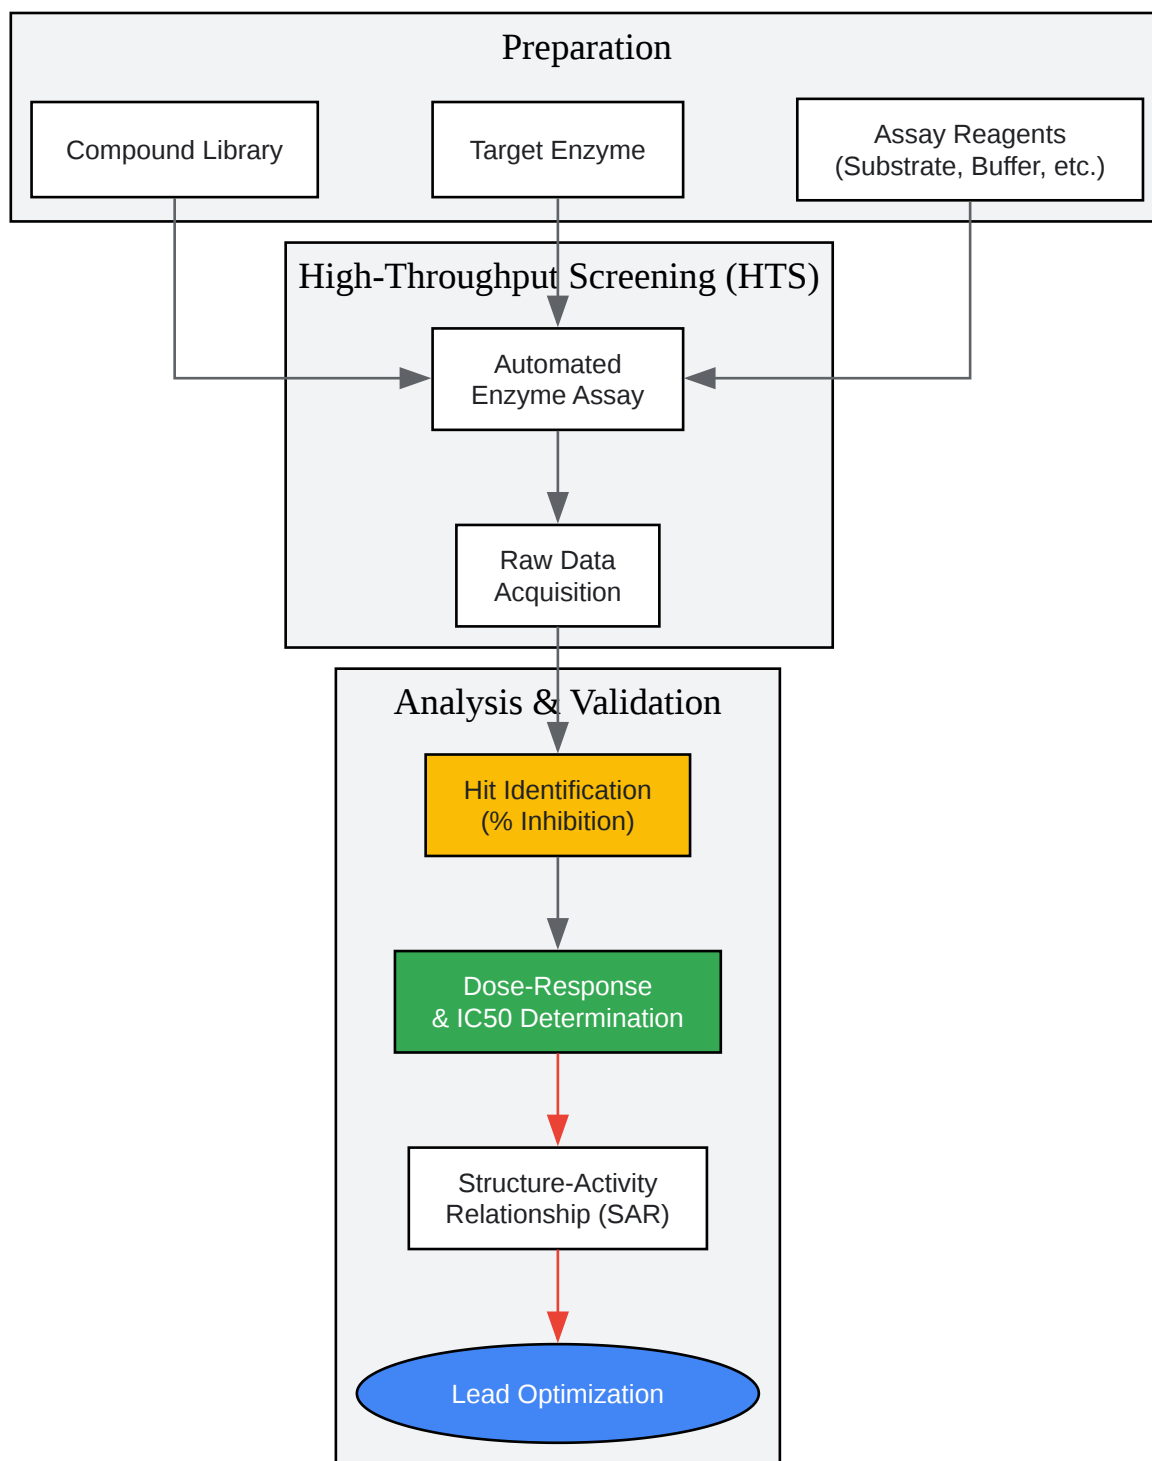 Preparation
Compound Library
Target Enzyme
Assay Reagents
(Substrate, Buffer, etc.)
High-Throughput Screening (HTS)
Automated
Enzyme Assay
Raw Data
Acquisition
Analysis & Validation
Hit Identification
(% Inhibition)
Dose-Response
& IC50 Determination
Structure-Activity
Relationship (SAR)
Lead Optimization